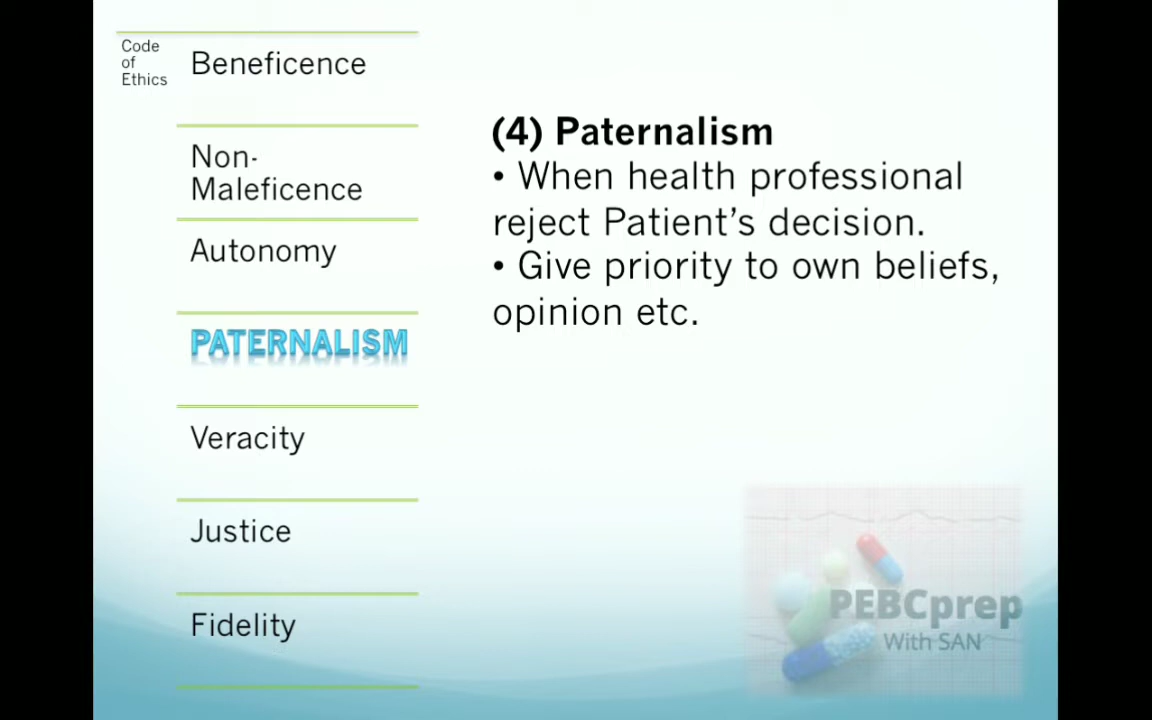 Code
of
Ethics
Beneficence
Non-
Maleficence
Autonomy
PATERNALISM
Veracity
Justice
Fidelity
(4) Paternalism
• When health professional
reject Patient’s decision.
• Give priority to own beliefs,
opinion etc.
PEBCprep
With SAN